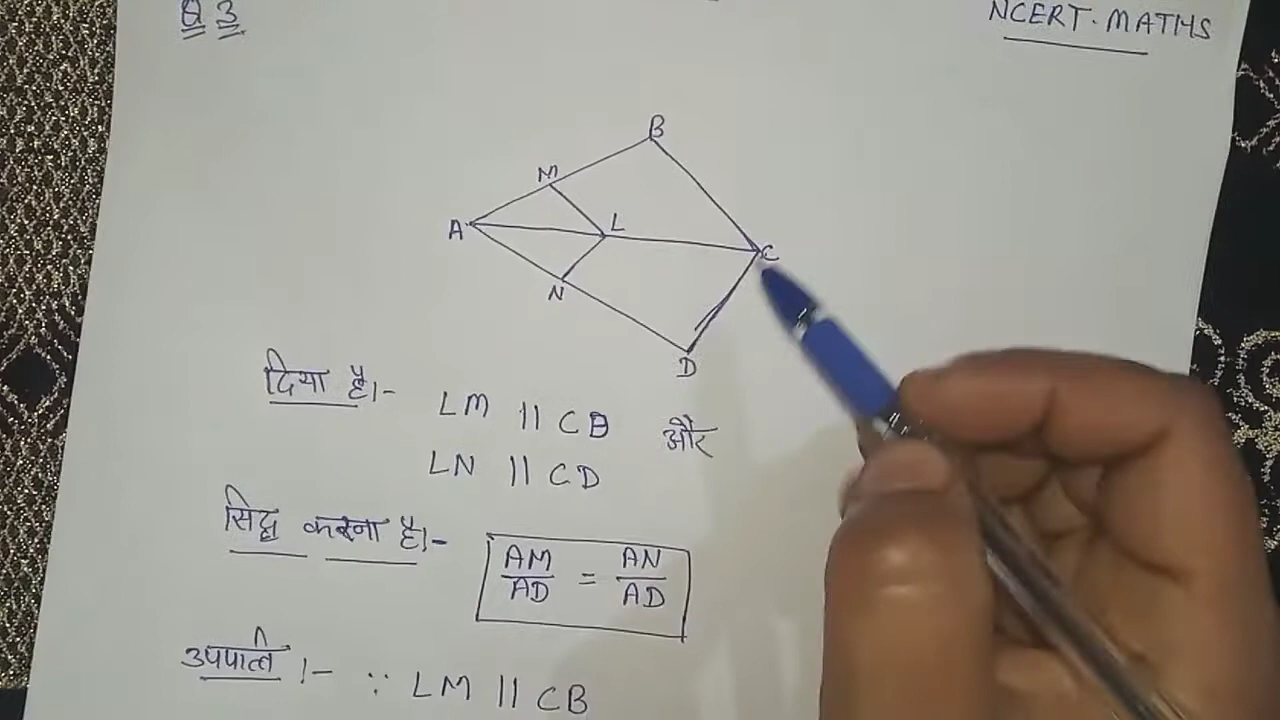 Q 3
NCERT. MATHS
B
M
A
L
C
N
D
दिया है।- LM || CB और
LN || CD
सिद्ध करना है।- AM/AD = AN/AD
उपपत्ति :- ∵ LM || CB